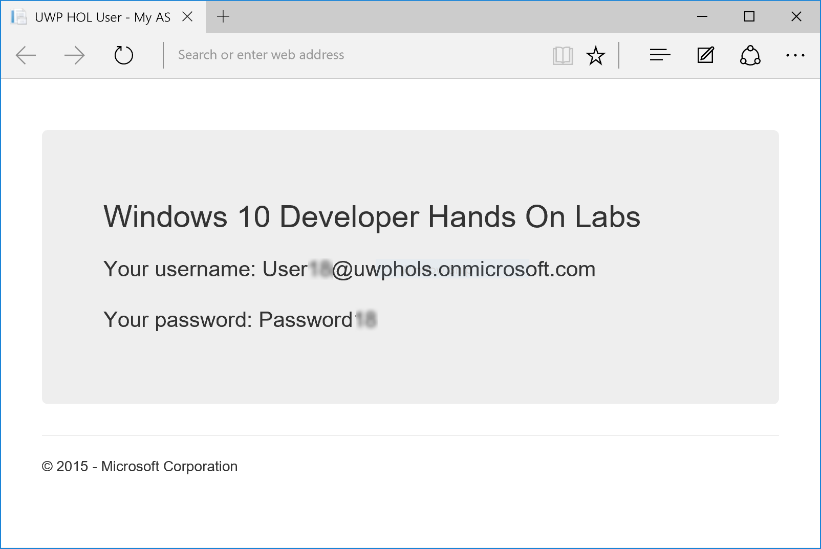 UWP HOL User - My AS
Search or enter web address
Windows 10 Developer Hands On Labs
Your username: User @uwphols.onmicrosoft.com
Your password: Password
© 2015 - Microsoft Corporation